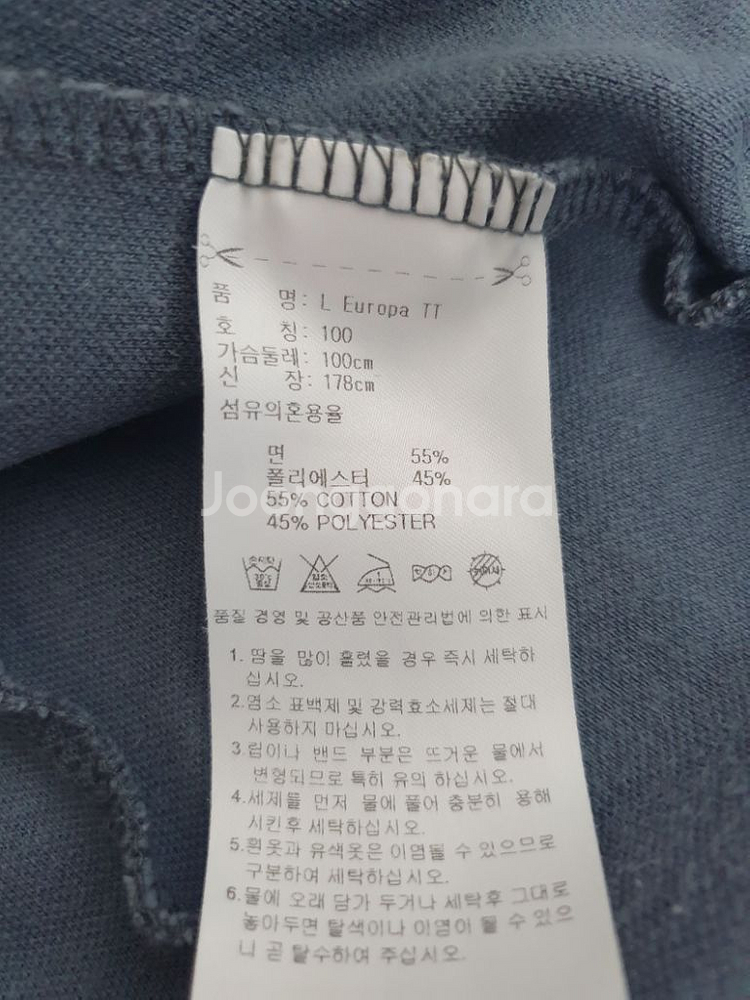 품 명: L Europa TT
호 칭: 100
가슴둘레: 100cm
신 장: 178cm
섬유의혼용율
면 55%
폴리에스터 45%
Joonggonara
55% COTTON
45% POLYESTER
품질 경영 및 공산품 안전관리법에 의한 표시
1. 땀을 많이 흘렸을 경우 즉시 세탁하
십시오.
2.염소 표백제 및 강력효소세제는 절대
사용하지 마십시오.
3.립이나 밴드 부분은 뜨거운 물에서
변형되므로 특히 유의 하십시오.
4.세제를 먼저 물에 풀어 충분히 용해
시킨후 세탁하십시오.
5.흰옷과 유색옷은 이염될 수 있으므로
구분하여 세탁하십시오.
6.물에 오래 담가 두거나 세탁후 그대로
놓아두면 탈색이나 이염이 될 수 있으
니 곧 탈수하여 주십시오.